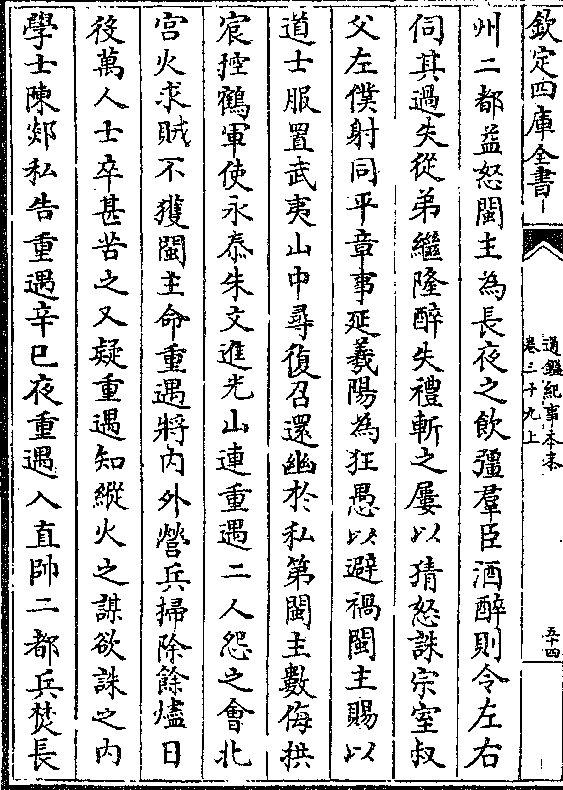 欽定四庫全書
通鑑紀事本末
卷三十九上
五十四
州二都益怒閩主為長夜之飲彊羣臣酒醉則令左右
伺其過失從弟繼隆醉失禮斬之屢以猜怒誅宗室叔
父左僕射同平章事延羲陽為狂愚以避禍閩主賜以
道士服置武夷山中尋復召還幽於私第閩主數侮拱
宸控鶴軍使永泰朱文進光山連重遇二人怨之會北
宮火求賊不獲閩主命重遇將內外營兵掃除餘燼日
役萬人士卒甚苦之又疑重遇知縱火之謀欲誅之內
學士陳郯私告重遇辛巳夜重遇入直帥二都兵焚長